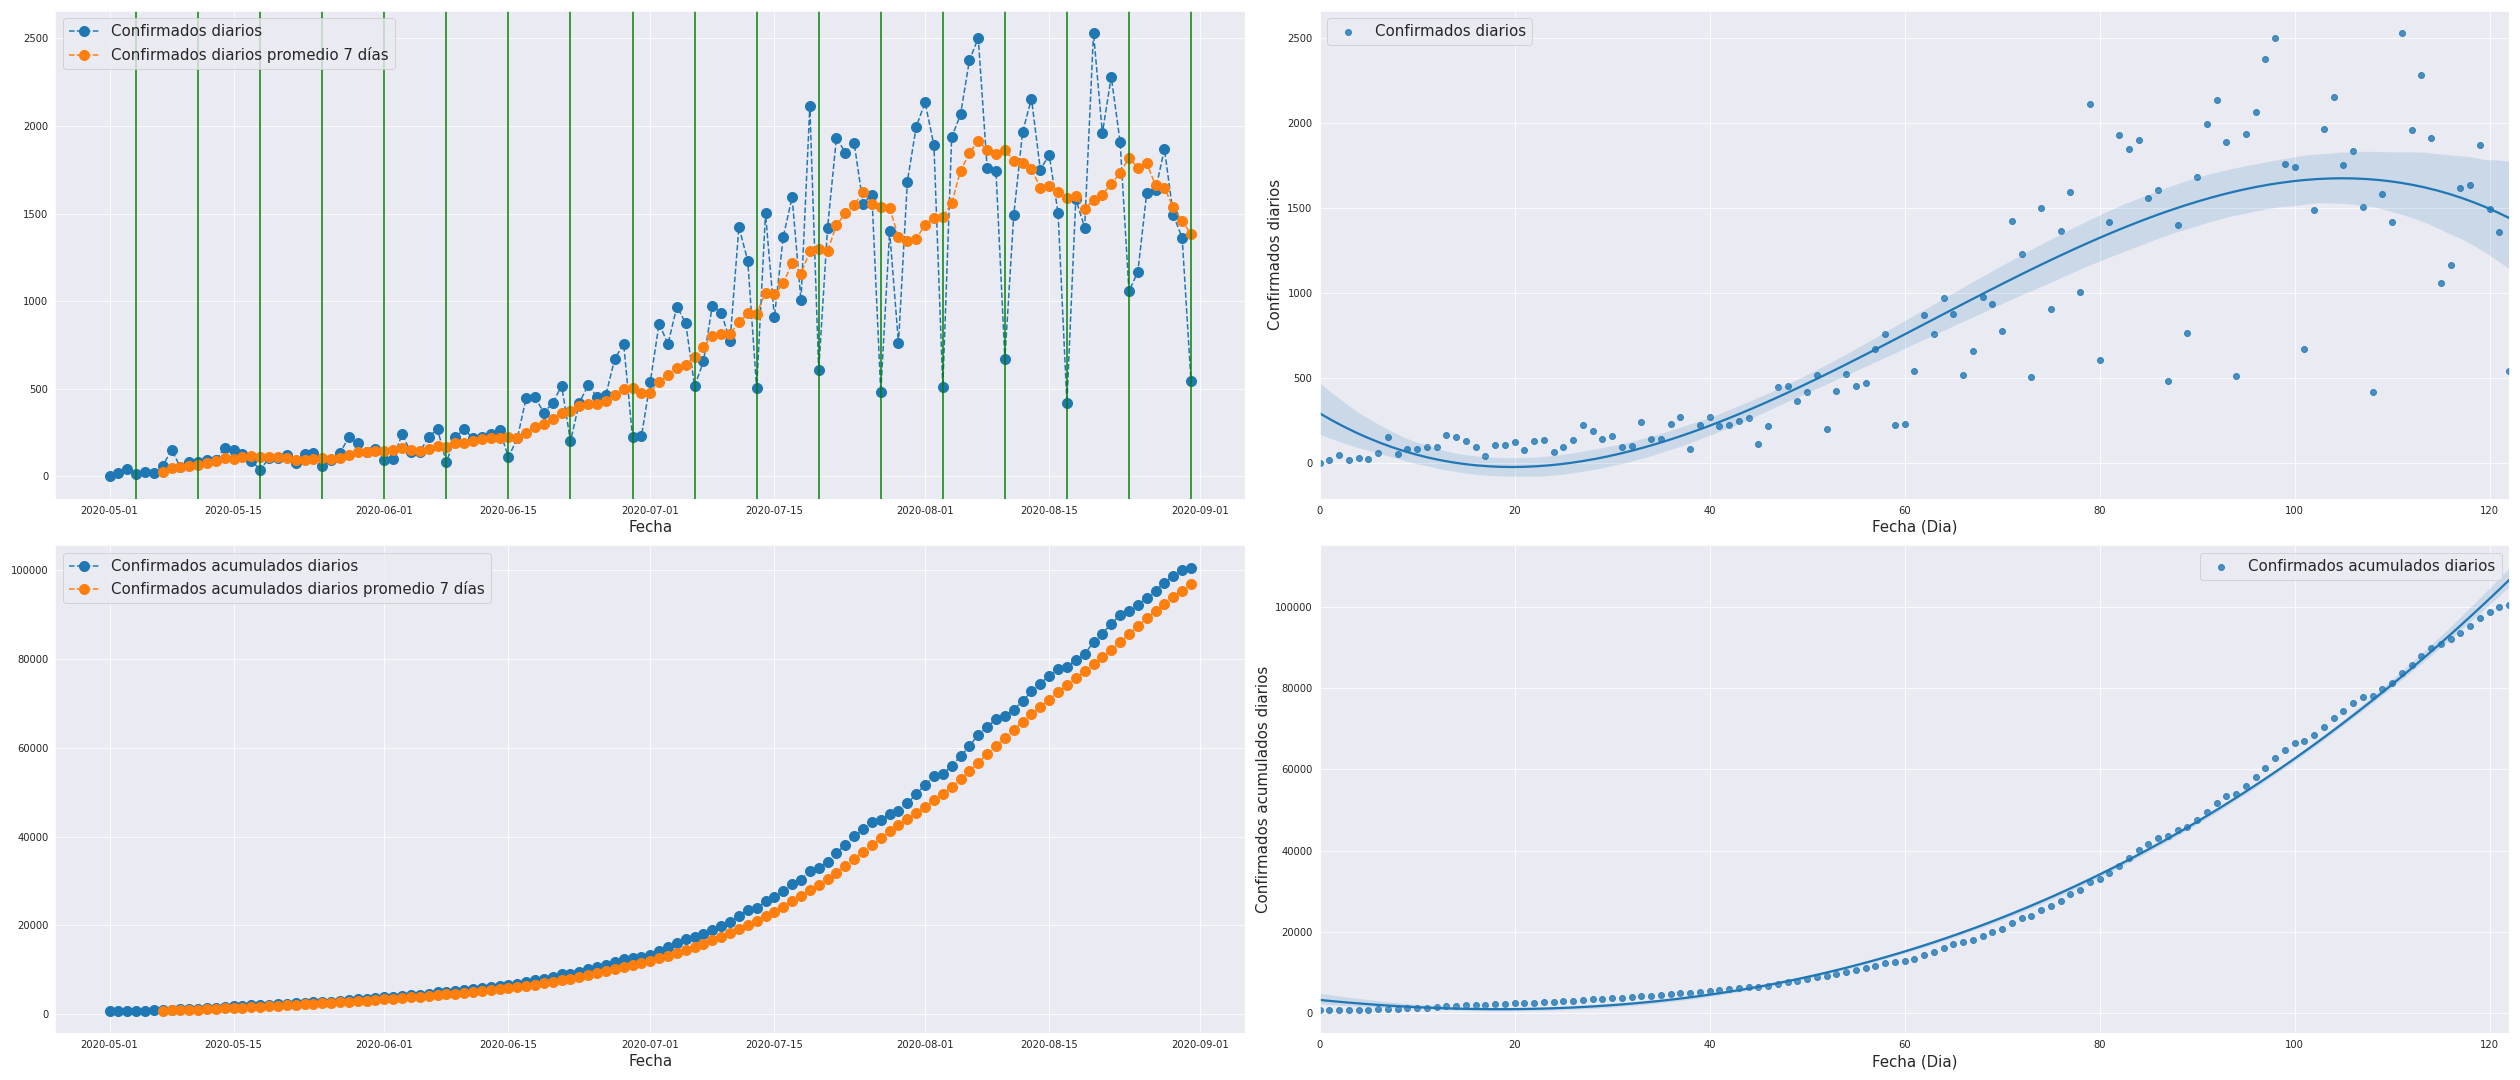 Confirmados diarios
Confirmados diarios promedio 7 días
2500
2000
1500
1000
500
0
2020-05-01 2020-05-15 2020-06-01 2020-06-15 2020-07-01 2020-07-15 2020-08-01 2020-08-15 2020-09-01
Fecha
Confirmados diarios
Confirmados diarios
2500
2000
1500
1000
500
0
0 20 40 60 80 100 120
Fecha (Dia)
Confirmados acumulados diarios
Confirmados acumulados diarios promedio 7 días
100000
80000
60000
40000
20000
0
2020-05-01 2020-05-15 2020-06-01 2020-06-15 2020-07-01 2020-07-15 2020-08-01 2020-08-15 2020-09-01
Fecha
Confirmados acumulados diarios
Confirmados acumulados diarios
100000
80000
60000
40000
20000
0
0 20 40 60 80 100 120
Fecha (Dia)